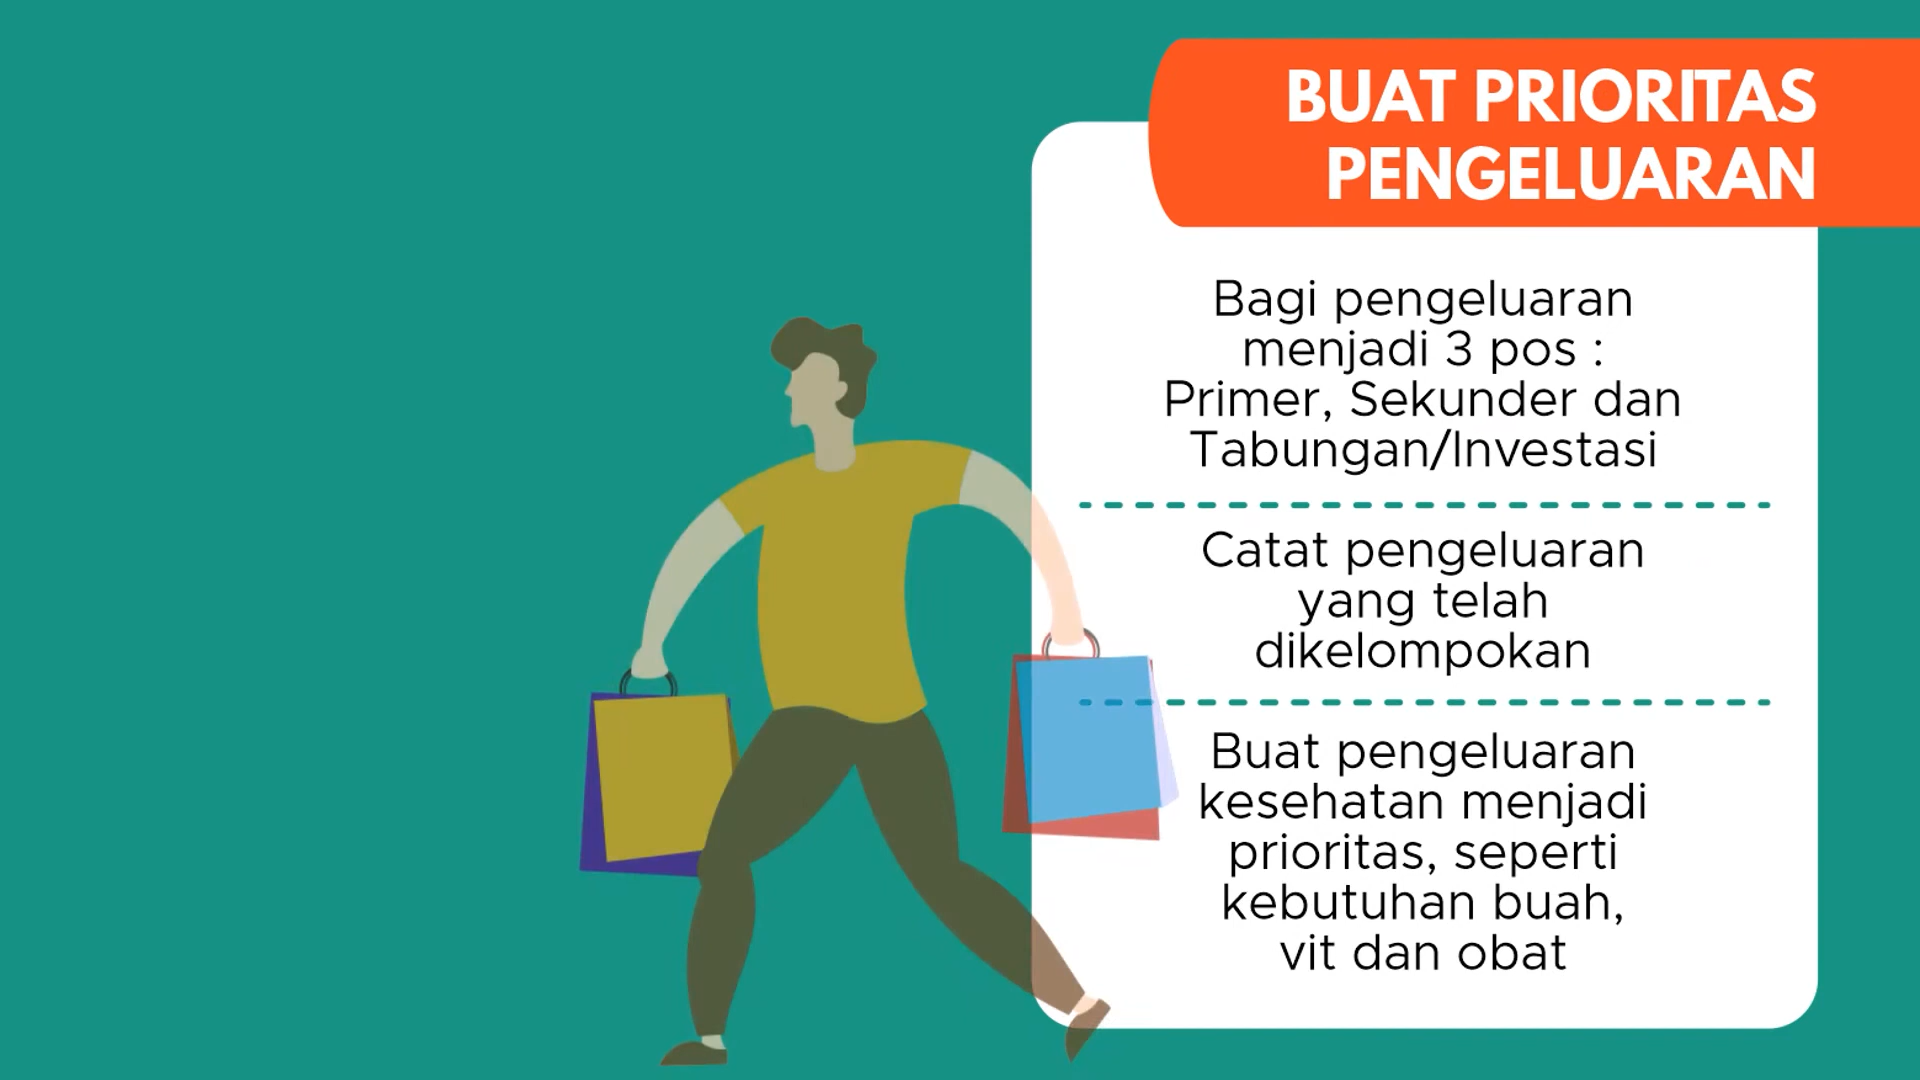 BUAT PRIORITAS
PENGELUARAN
Bagi pengeluaran
menjadi 3 pos :
Primer, Sekunder dan
Tabungan/Investasi
Catat pengeluaran
yang telah
dikelompokan
Buat pengeluaran
kesehatan menjadi
prioritas, seperti
kebutuhan buah,
vit dan obat